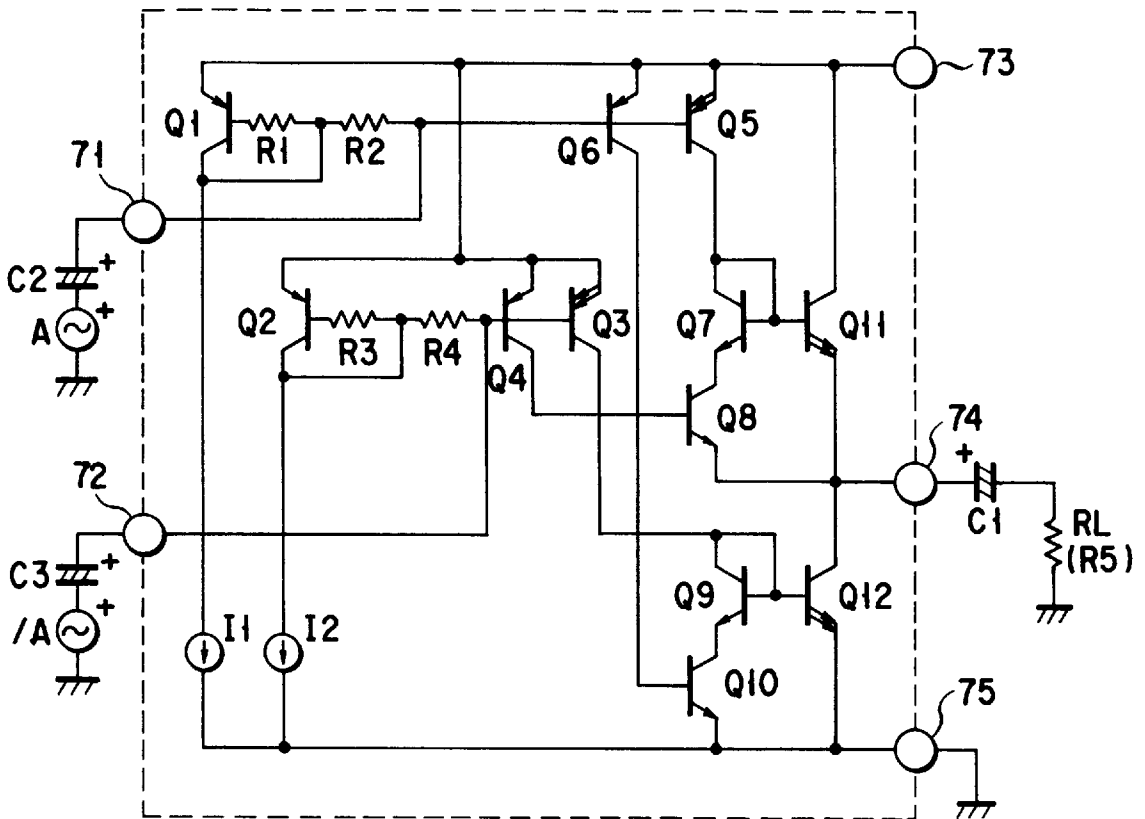 73
Q1
R1
R2
Q6
Q5
71
C2
+
+
A
Q2
R3
R4
Q4
Q3
Q7
Q11
Q8
74
+
C1
RL
(R5)
72
C3
+
+
/A
I1
I2
Q9
Q12
Q10
75